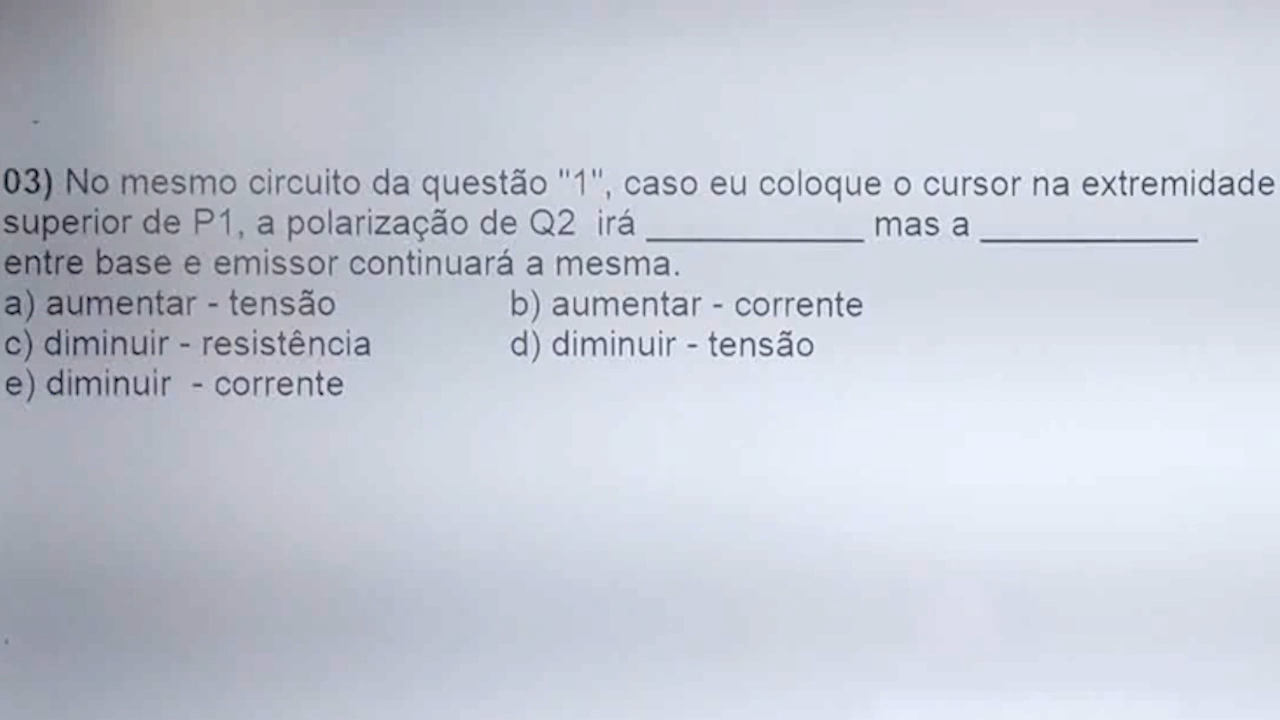 03) No mesmo circuito da questão "1", caso eu coloque o cursor na extremidade
superior de P1, a polarização de Q2 irá ____________ mas a ____________
entre base e emissor continuará a mesma.
a) aumentar - tensão b) aumentar - corrente
c) diminuir - resistência d) diminuir - tensão
e) diminuir - corrente